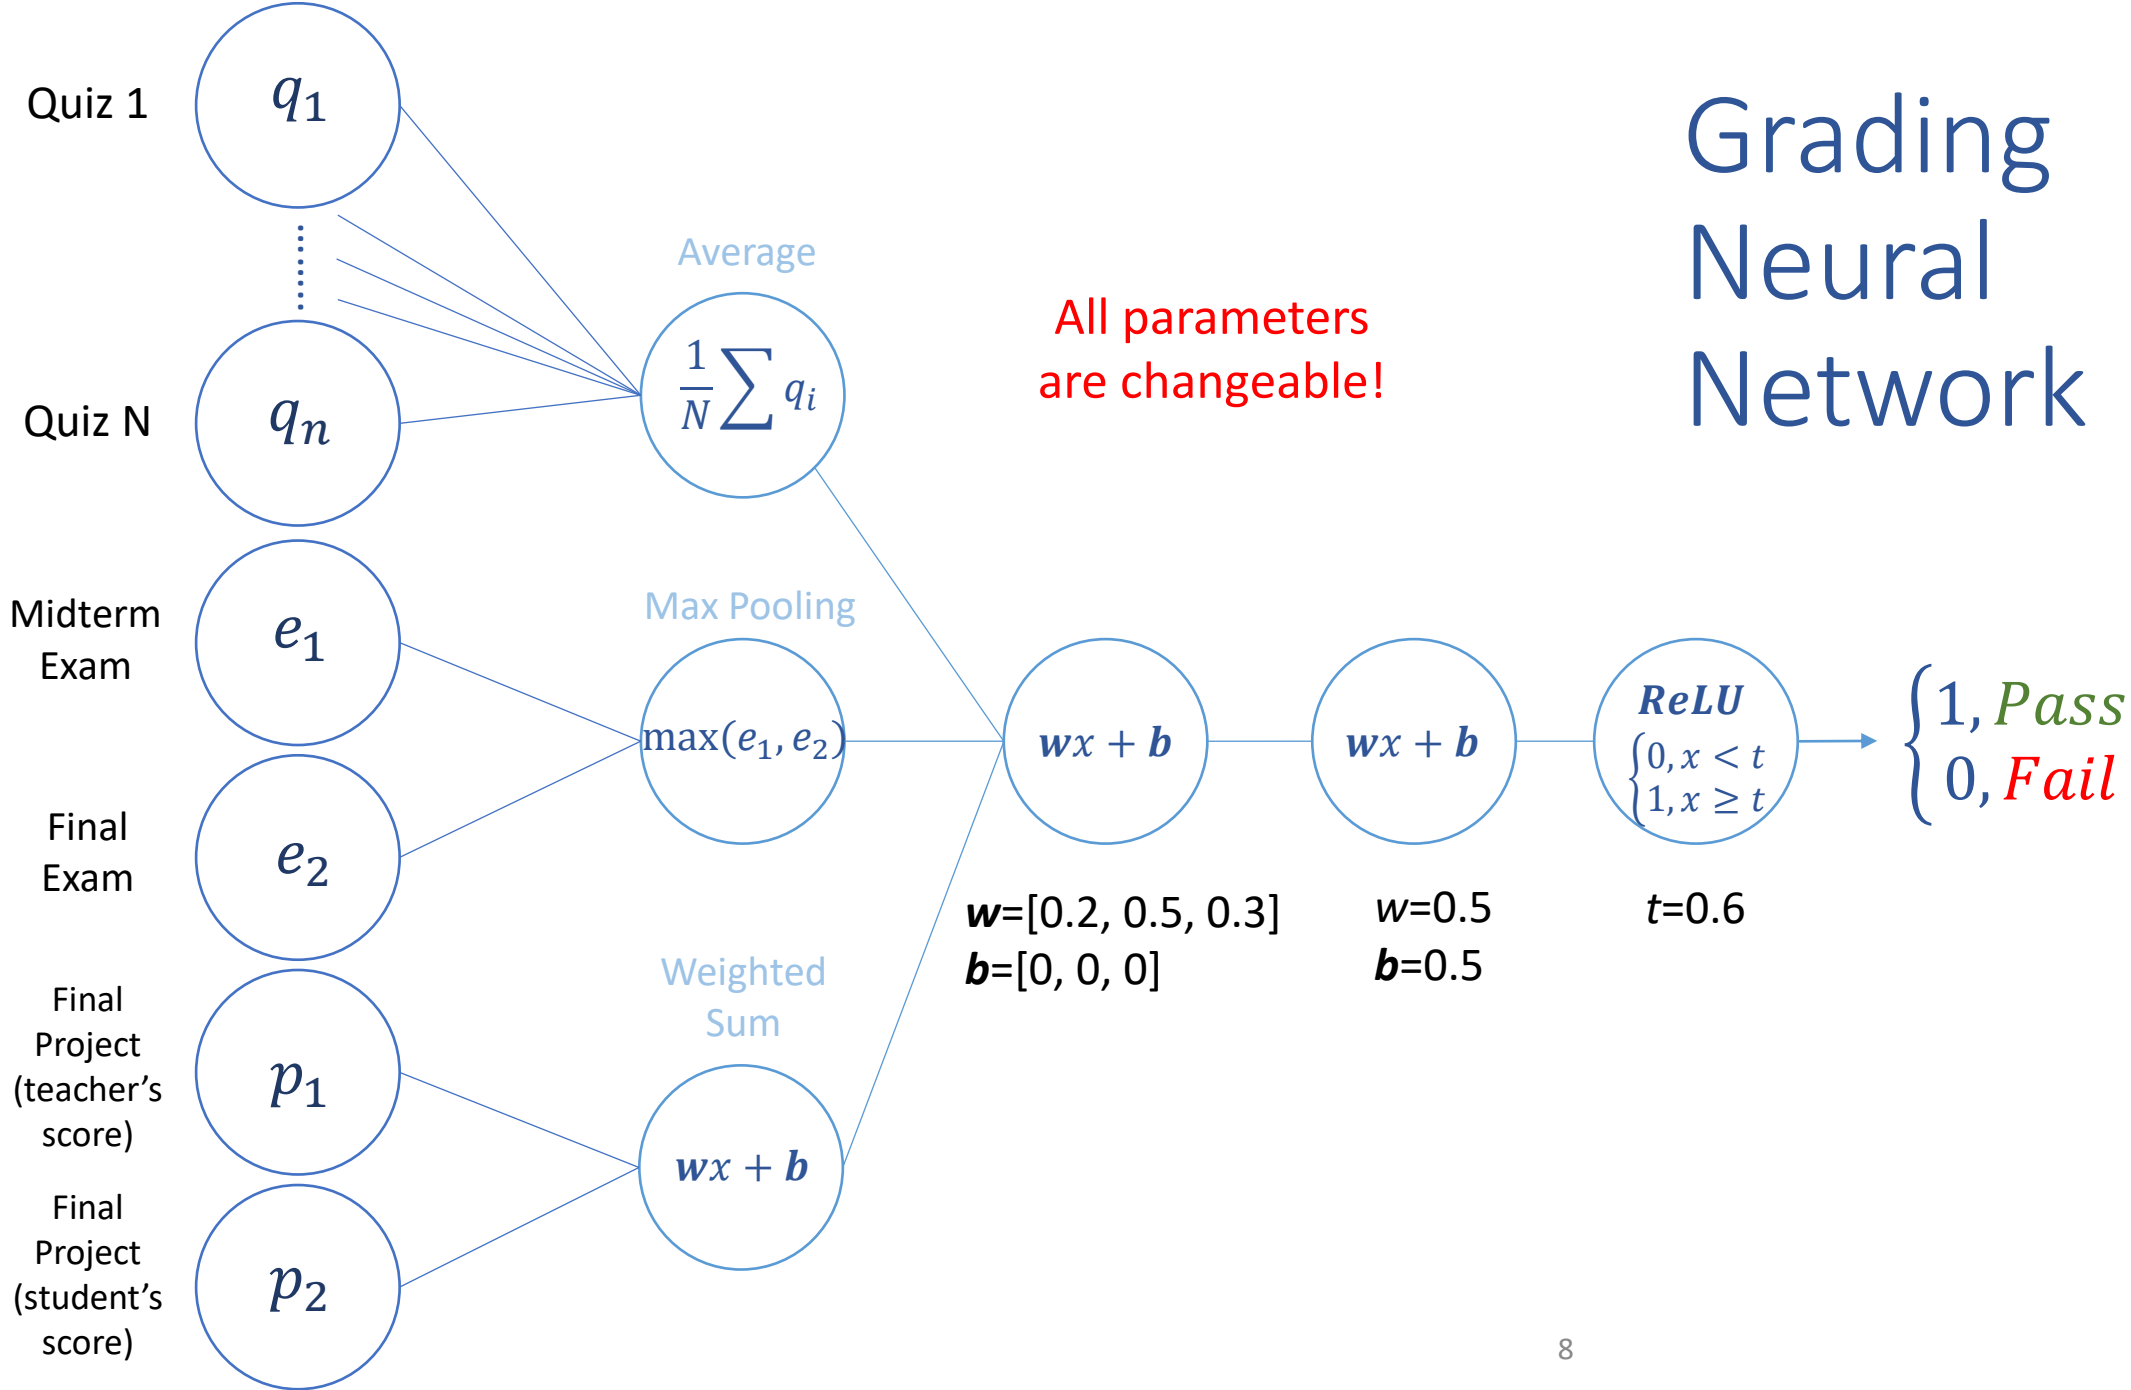 Grading
Neural
Network
All parameters
are changeable!
Quiz 1
q₁
Quiz N
qₙ
Average
1/N ∑ qᵢ
Midterm
Exam
e₁
Final
Exam
e₂
Max Pooling
max(e₁, e₂)
Final
Project
(teacher's
score)
p₁
Final
Project
(student's
score)
p₂
Weighted
Sum
wx + b
wx + b
w=[0.2, 0.5, 0.3]
b=[0, 0, 0]
wx + b
w=0.5
b=0.5
ReLU
{0, x < t
1, x ≥ t
t=0.6
{1, Pass
0, Fail
8